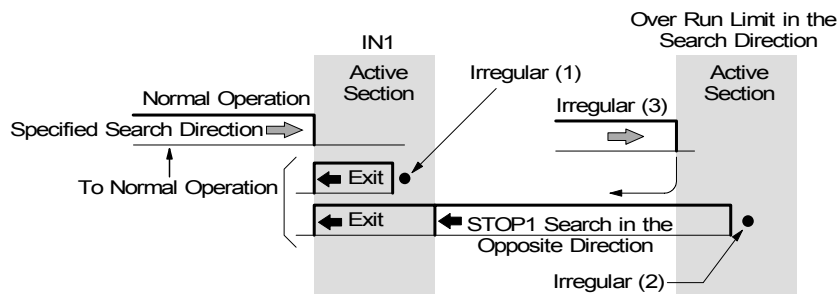 Over Run Limit in the
Search Direction
IN1
Active
Section
Irregular (1)
Active
Section
Normal Operation
Irregular (3)
Specified Search Direction
To Normal Operation
Exit
Exit
STOP1 Search in the
Opposite Direction
Irregular (2)